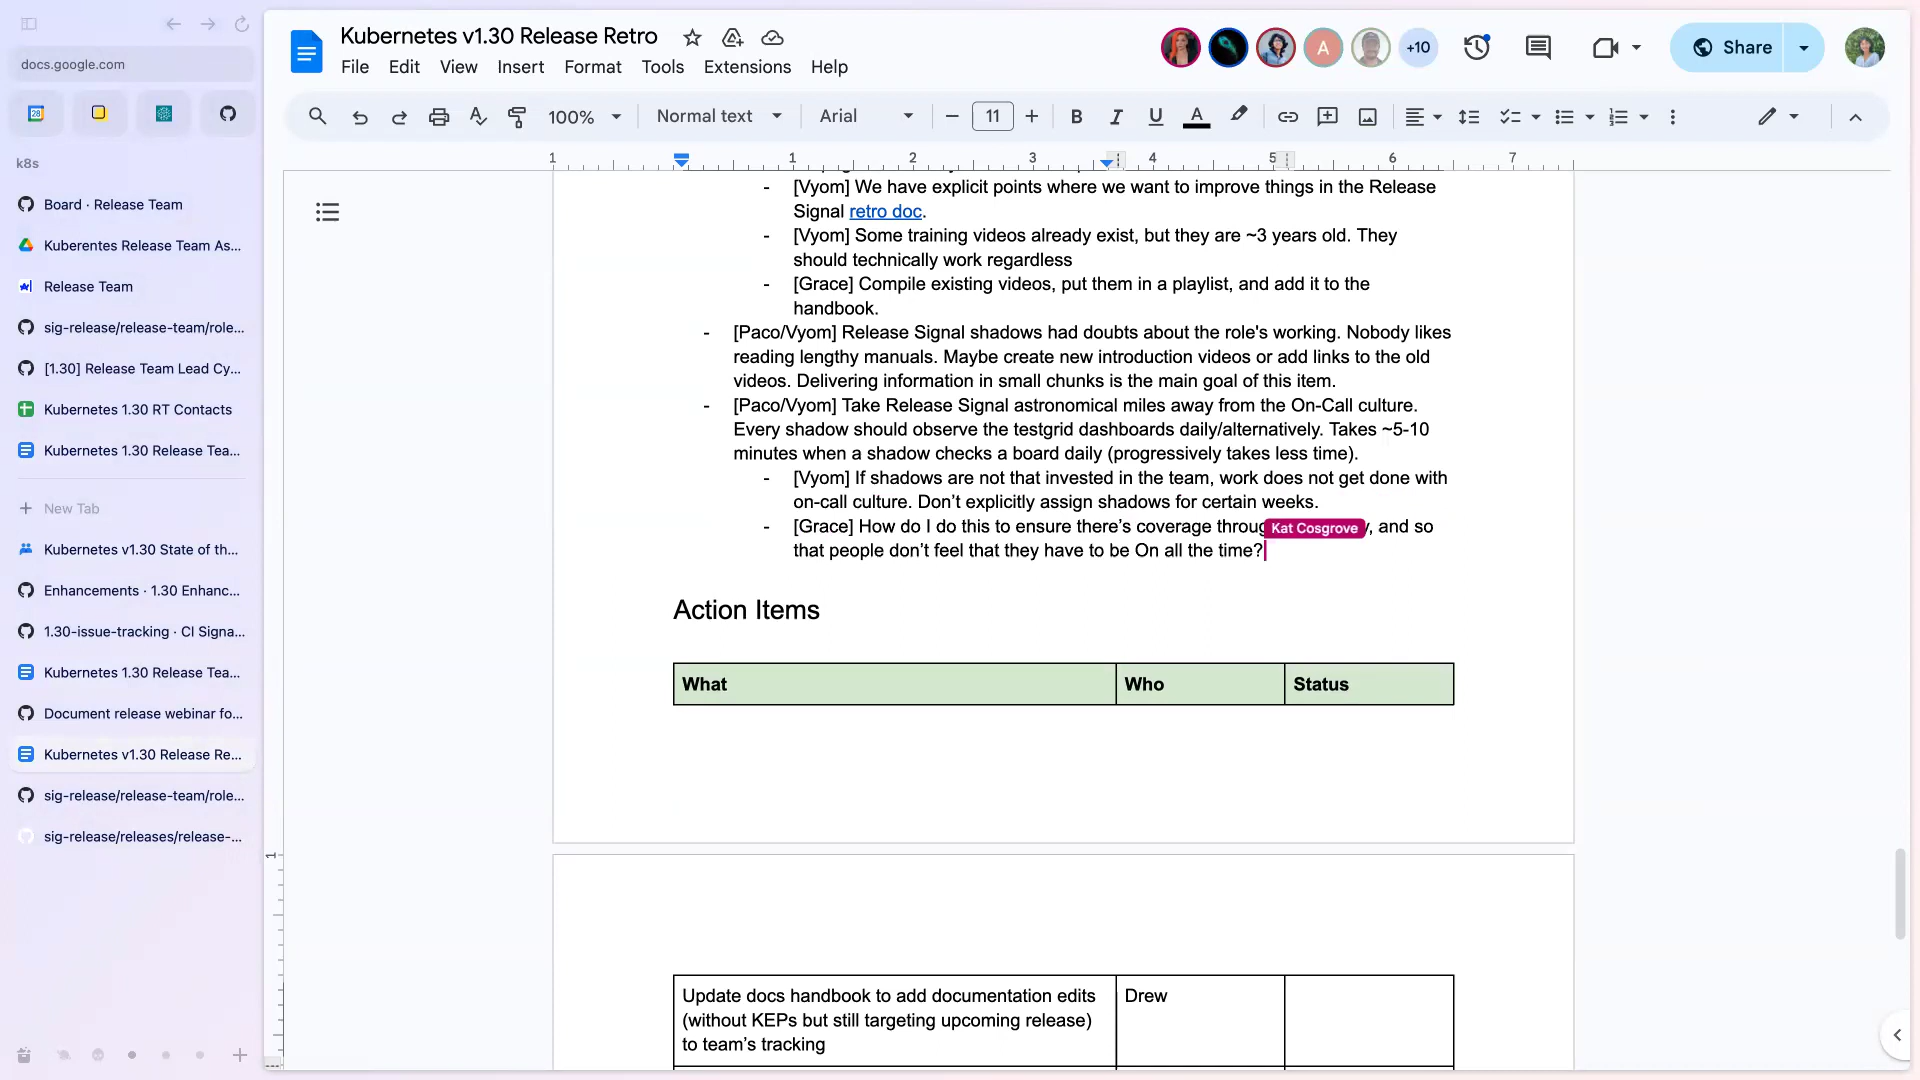 docs.google.com
28
k8s
Board · Release Team
Kuberentes Release Team As...
Release Team
sig-release/release-team/role...
[1.30] Release Team Lead Cy...
Kubernetes 1.30 RT Contacts
Kubernetes 1.30 Release Tea...
New Tab
Kubernetes v1.30 State of th...
Enhancements · 1.30 Enhanc...
1.30-issue-tracking · CI Signa...
Kubernetes 1.30 Release Tea...
Document release webinar fo...
Kubernetes v1.30 Release Re...
sig-release/release-team/role...
sig-release/releases/release-...
Kubernetes v1.30 Release Retro
File Edit View Insert Format Tools Extensions Help
A
+10
Share
100% Normal text Arial 11 B I U A
1 1 2 3 4 5 6 7
- [Vyom] We have explicit points where we want to improve things in the Release
Signal retro doc.
- [Vyom] Some training videos already exist, but they are ~3 years old. They
should technically work regardless
- [Grace] Compile existing videos, put them in a playlist, and add it to the
handbook.
- [Paco/Vyom] Release Signal shadows had doubts about the role's working. Nobody likes
reading lengthy manuals. Maybe create new introduction videos or add links to the old
videos. Delivering information in small chunks is the main goal of this item.
- [Paco/Vyom] Take Release Signal astronomical miles away from the On-Call culture.
Every shadow should observe the testgrid dashboards daily/alternatively. Takes ~5-10
minutes when a shadow checks a board daily (progressively takes less time).
- [Vyom] If shadows are not that invested in the team, work does not get done with
on-call culture. Don’t explicitly assign shadows for certain weeks.
- [Grace] How do I do this to ensure there’s coverage , and so
Kat Cosgrove
that people don’t feel that they have to be On all the time?
Action Items
What Who Status
1
Update docs handbook to add documentation edits
(without KEPs but still targeting upcoming release)
to team’s tracking
Drew